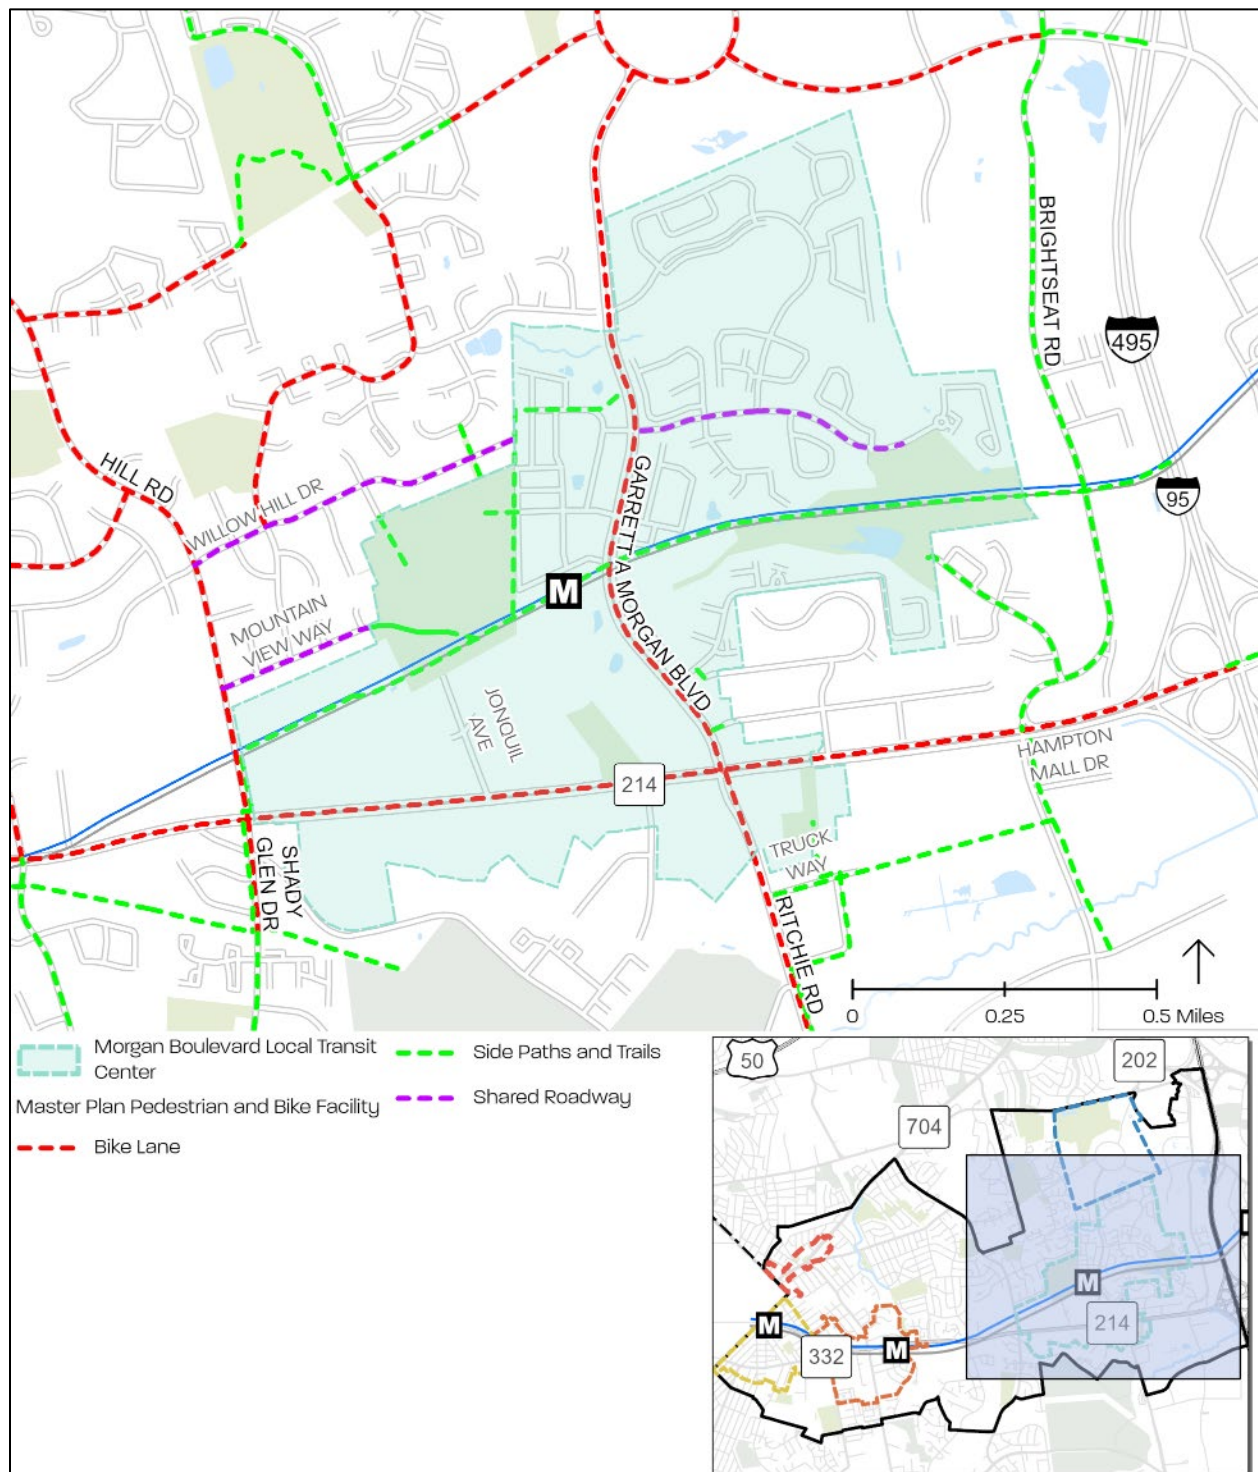 BRIGHTSEAT RD
495
HILL RD
WILLOW HILL DR
95
GARRETT A MORGAN BLVD
M
MOUNTAIN
VIEW WAY
JONQUIL
AVE
214
HAMPTON
MALL DR
TRUCK
WAY
SHADY
GLEN DR
RITCHIE RD
0 0.25 0.5 Miles
Morgan Boulevard Local Transit
Center
Master Plan Pedestrian and Bike Facility
Bike Lane
Side Paths and Trails
Shared Roadway
50
202
704
M
214
M
332
M